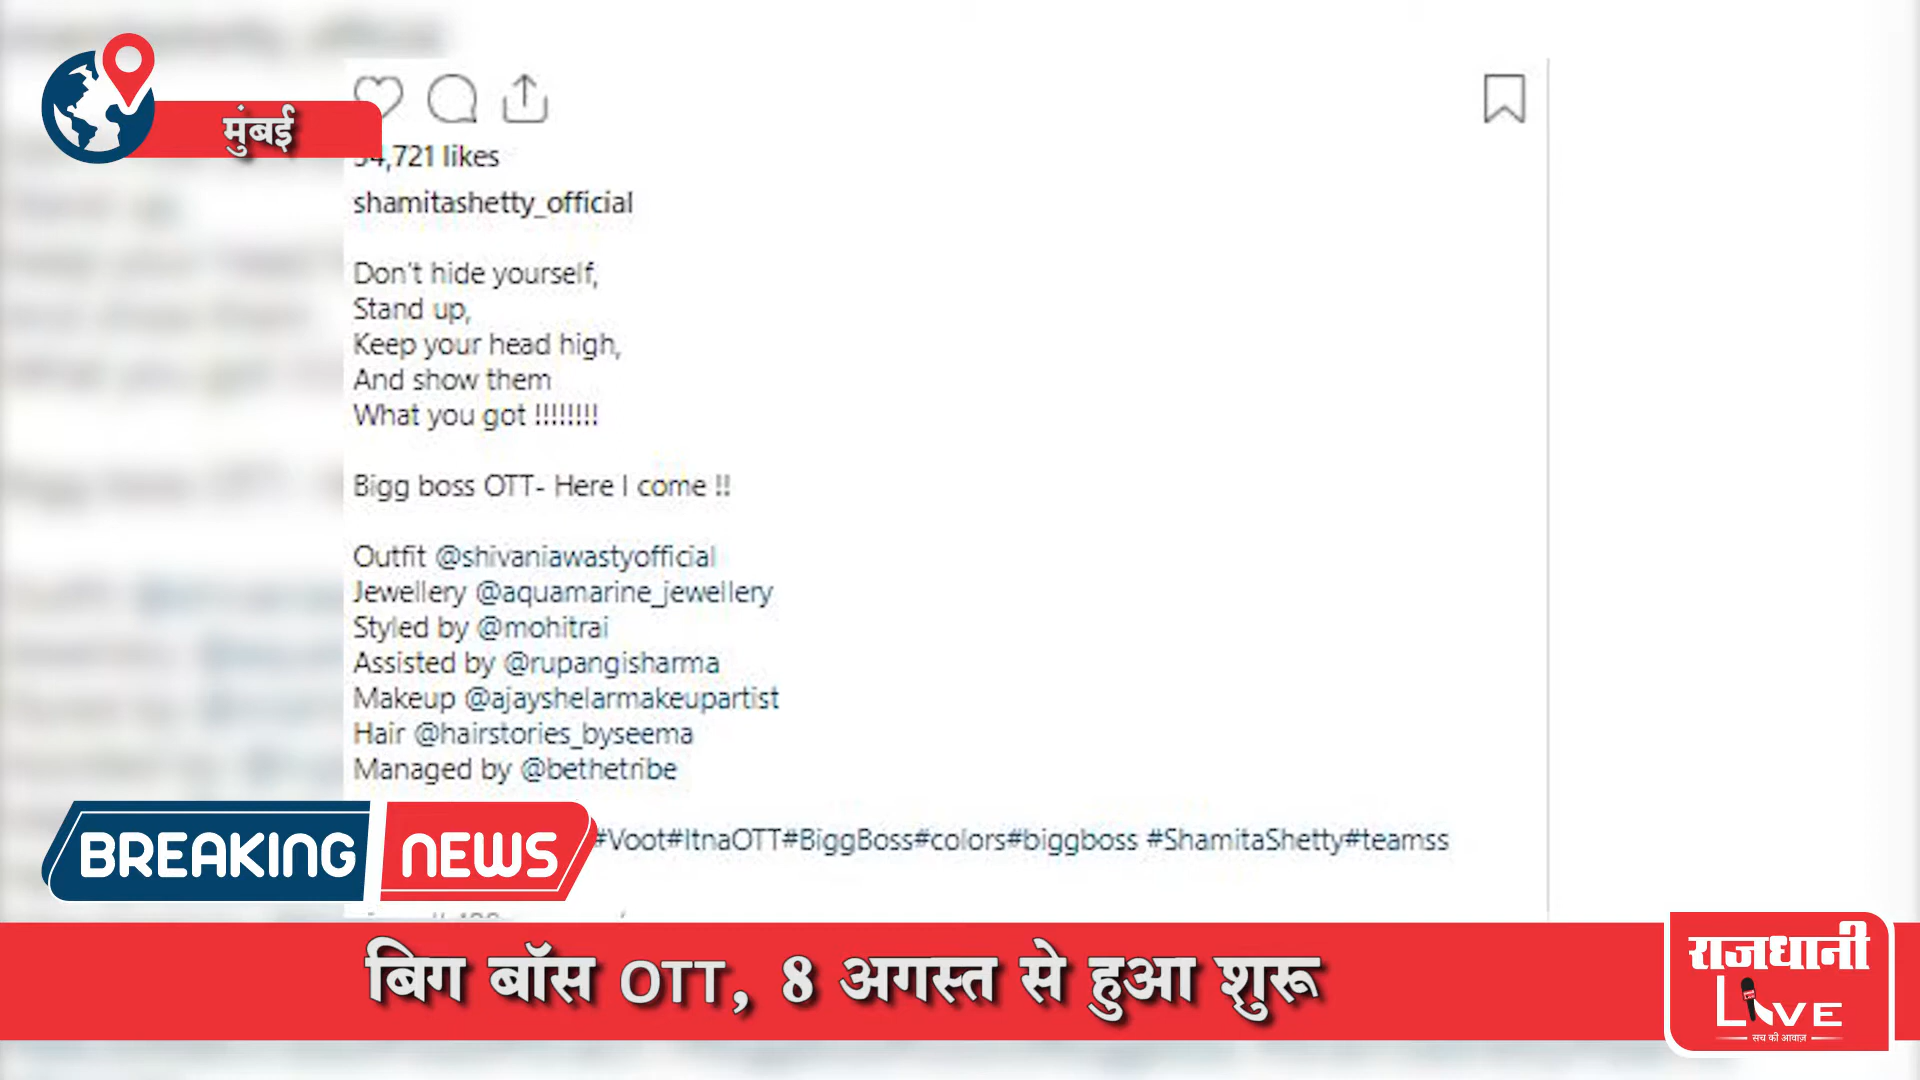 मुंबई
,721 likes
shamitashetty_official
Don't hide yourself,
Stand up,
Keep your head high,
And show them
What you got !!!!!!!!
Bigg boss OTT- Here I come !!
Outfit @shivaniawastyofficial
Jewellery @aquamarine_jewellery
Styled by @mohitrai
Assisted by @rupangisharma
Makeup @ajayshelarmakeupartist
Hair @hairstories_byseema
Managed by @bethetribe
#Voot#ItnaOTT#BiggBoss#colors#biggboss #ShamitaShetty#teamss
BREAKING NEWS
बिग बॉस OTT, 8 अगस्त से हुआ शुरू
राजधानी
LIVE
सच की आवाज़